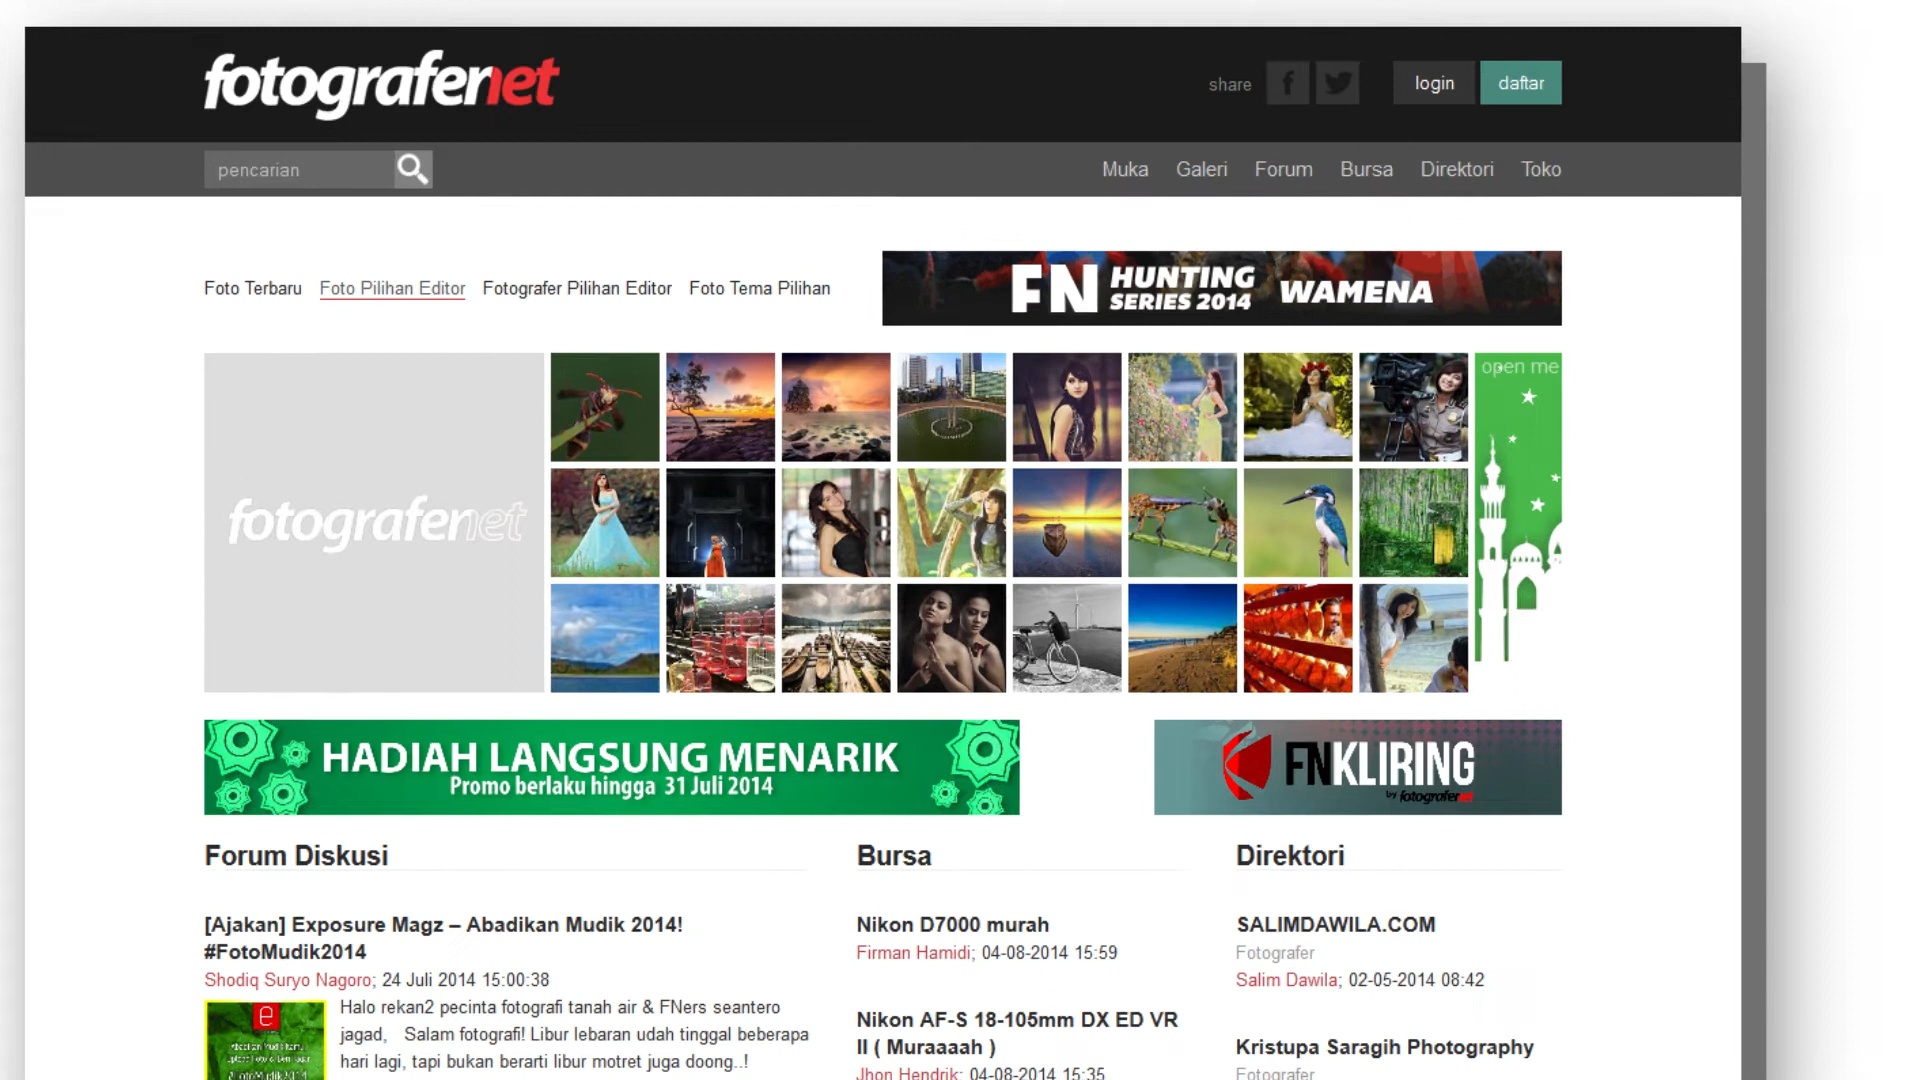 fotografernet
share
login
daftar
pencarian
Muka Galeri Forum Bursa Direktori Toko
Foto Terbaru Foto Pilihan Editor Fotografer Pilihan Editor Foto Tema Pilihan
FN HUNTING SERIES 2014 WAMENA
open me
fotografernet
HADIAH LANGSUNG MENARIK
Promo berlaku hingga 31 Juli 2014
FNKLIRING
by fotografernet
Forum Diskusi
[Ajakan] Exposure Magz – Abadikan Mudik 2014!
#FotoMudik2014
Shodiq Suryo Nagoro; 24 Juli 2014 15:00:38
e
#FotoMudik2014
Halo rekan2 pecinta fotografi tanah air & FNers seantero
jagad, Salam fotografi! Libur lebaran udah tinggal beberapa
hari lagi, tapi bukan berarti libur motret juga doong..!
Bursa
Nikon D7000 murah
Firman Hamidi; 04-08-2014 15:59
Nikon AF-S 18-105mm DX ED VR
II ( Muraaaah )
Jhon Hendrik; 04-08-2014 15:35
Direktori
SALIMDAWILA.COM
Fotografer
Salim Dawila; 02-05-2014 08:42
Kristupa Saragih Photography
Fotografer